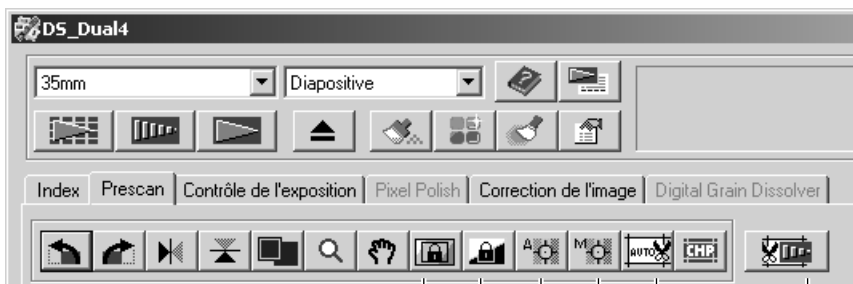 DS_Dual4
35mm Diapositive
Index Prescan Contrôle de l'exposition Pixel Polish Correction de l'image Digital Grain Dissolver
A M AUTO CHP